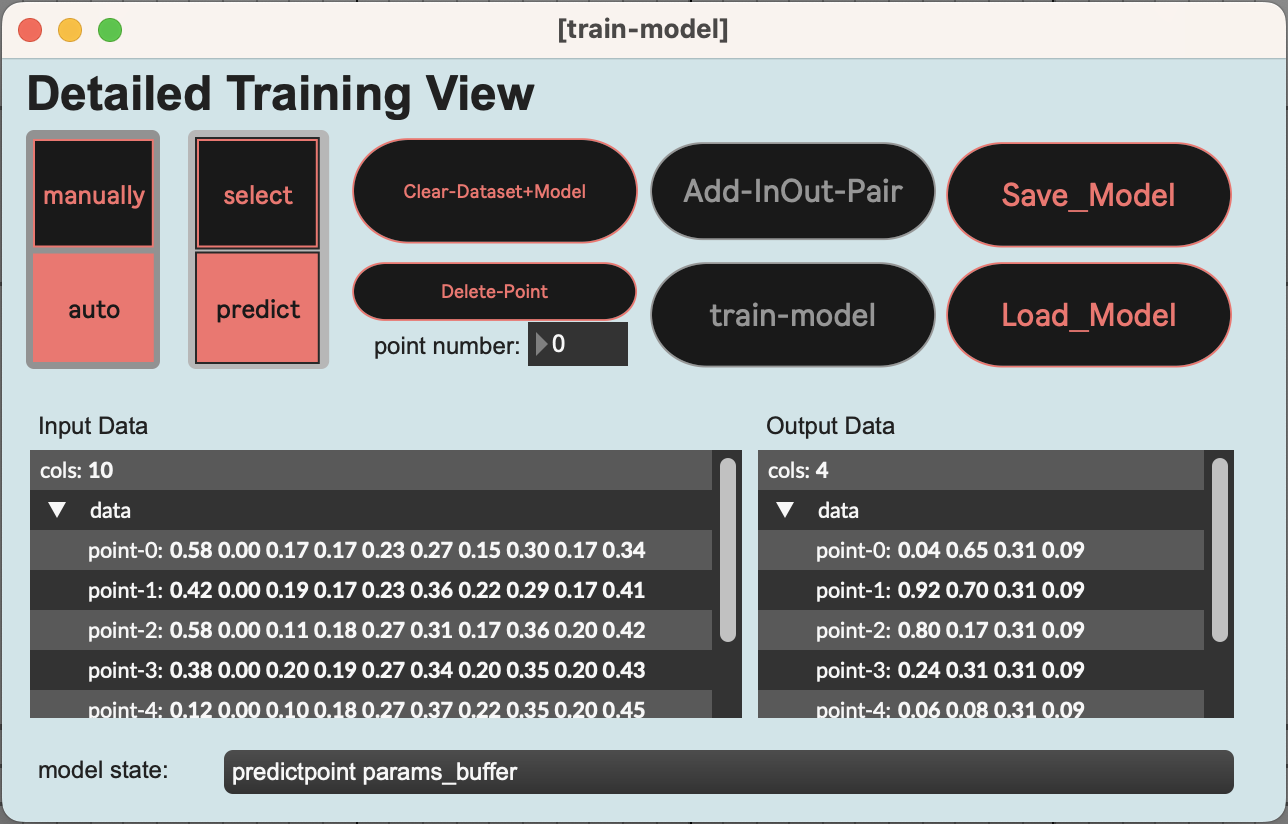 [train-model]
Detailed Training View
manually
auto
select
predict
Clear-Dataset+Model
Delete-Point
point number: 0
Add-InOut-Pair
train-model
Save_Model
Load_Model
Input Data
cols: 10
data
point-0: 0.58 0.00 0.17 0.17 0.23 0.27 0.15 0.30 0.17 0.34
point-1: 0.42 0.00 0.19 0.17 0.23 0.36 0.22 0.29 0.17 0.41
point-2: 0.58 0.00 0.11 0.18 0.27 0.31 0.17 0.36 0.20 0.42
point-3: 0.38 0.00 0.20 0.19 0.27 0.34 0.20 0.35 0.20 0.43
point-4: 0.12 0.00 0.10 0.18 0.27 0.37 0.22 0.35 0.20 0.45
Output Data
cols: 4
data
point-0: 0.04 0.65 0.31 0.09
point-1: 0.92 0.70 0.31 0.09
point-2: 0.80 0.17 0.31 0.09
point-3: 0.24 0.31 0.31 0.09
point-4: 0.06 0.08 0.31 0.09
model state: predictpoint params_buffer